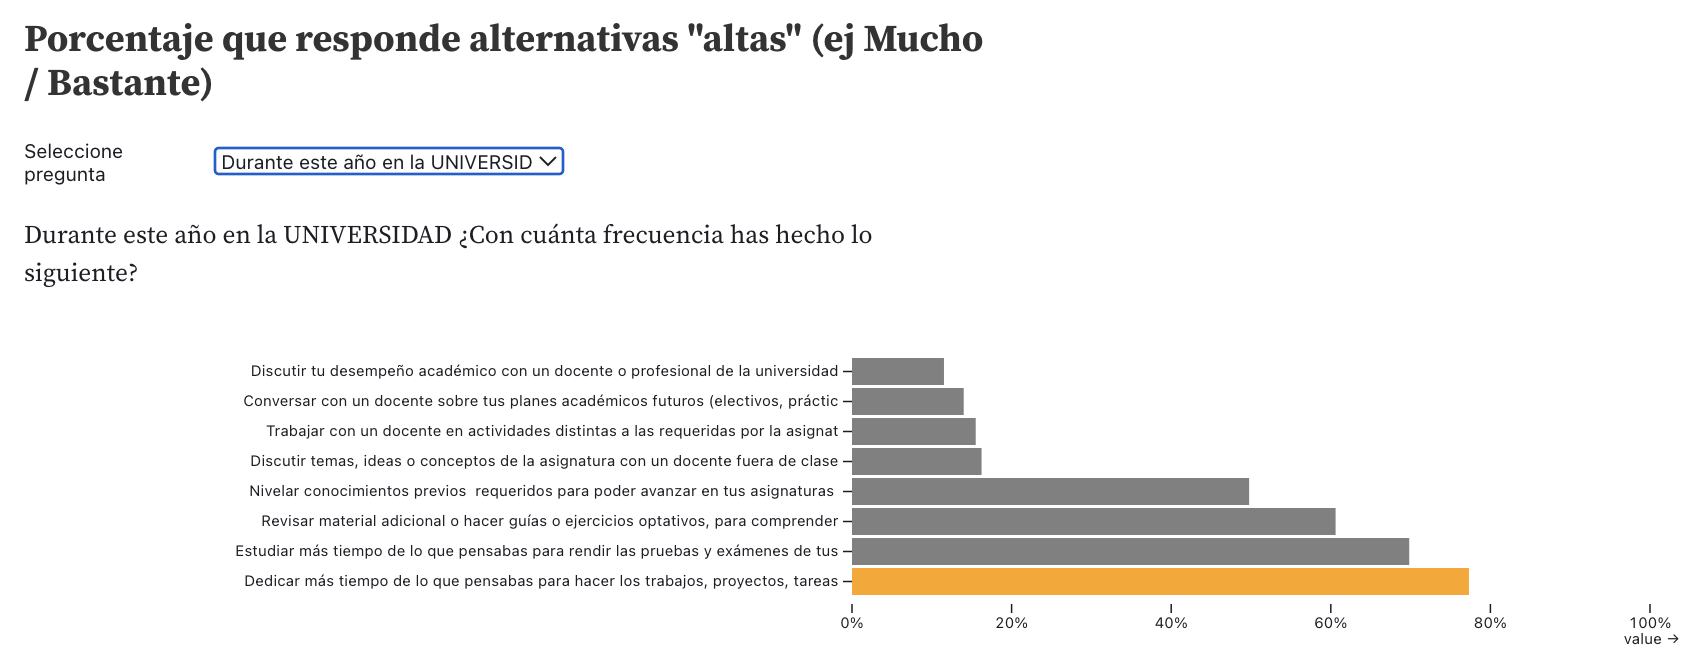 Porcentaje que responde alternativas "altas" (ej Mucho
/ Bastante)
Seleccione
pregunta
Durante este año en la UNIVERSID
Durante este año en la UNIVERSIDAD ¿Con cuánta frecuencia has hecho lo
siguiente?
Discutir tu desempeño académico con un docente o profesional de la universidad
Conversar con un docente sobre tus planes académicos futuros (electivos, práctic
Trabajar con un docente en actividades distintas a las requeridas por la asignat
Discutir temas, ideas o conceptos de la asignatura con un docente fuera de clase
Nivelar conocimientos previos  requeridos para poder avanzar en tus asignaturas
Revisar material adicional o hacer guías o ejercicios optativos, para comprender
Estudiar más tiempo de lo que pensabas para rendir las pruebas y exámenes de tus
Dedicar más tiempo de lo que pensabas para hacer los trabajos, proyectos, tareas
0% 20% 40% 60% 80% 100%
value →